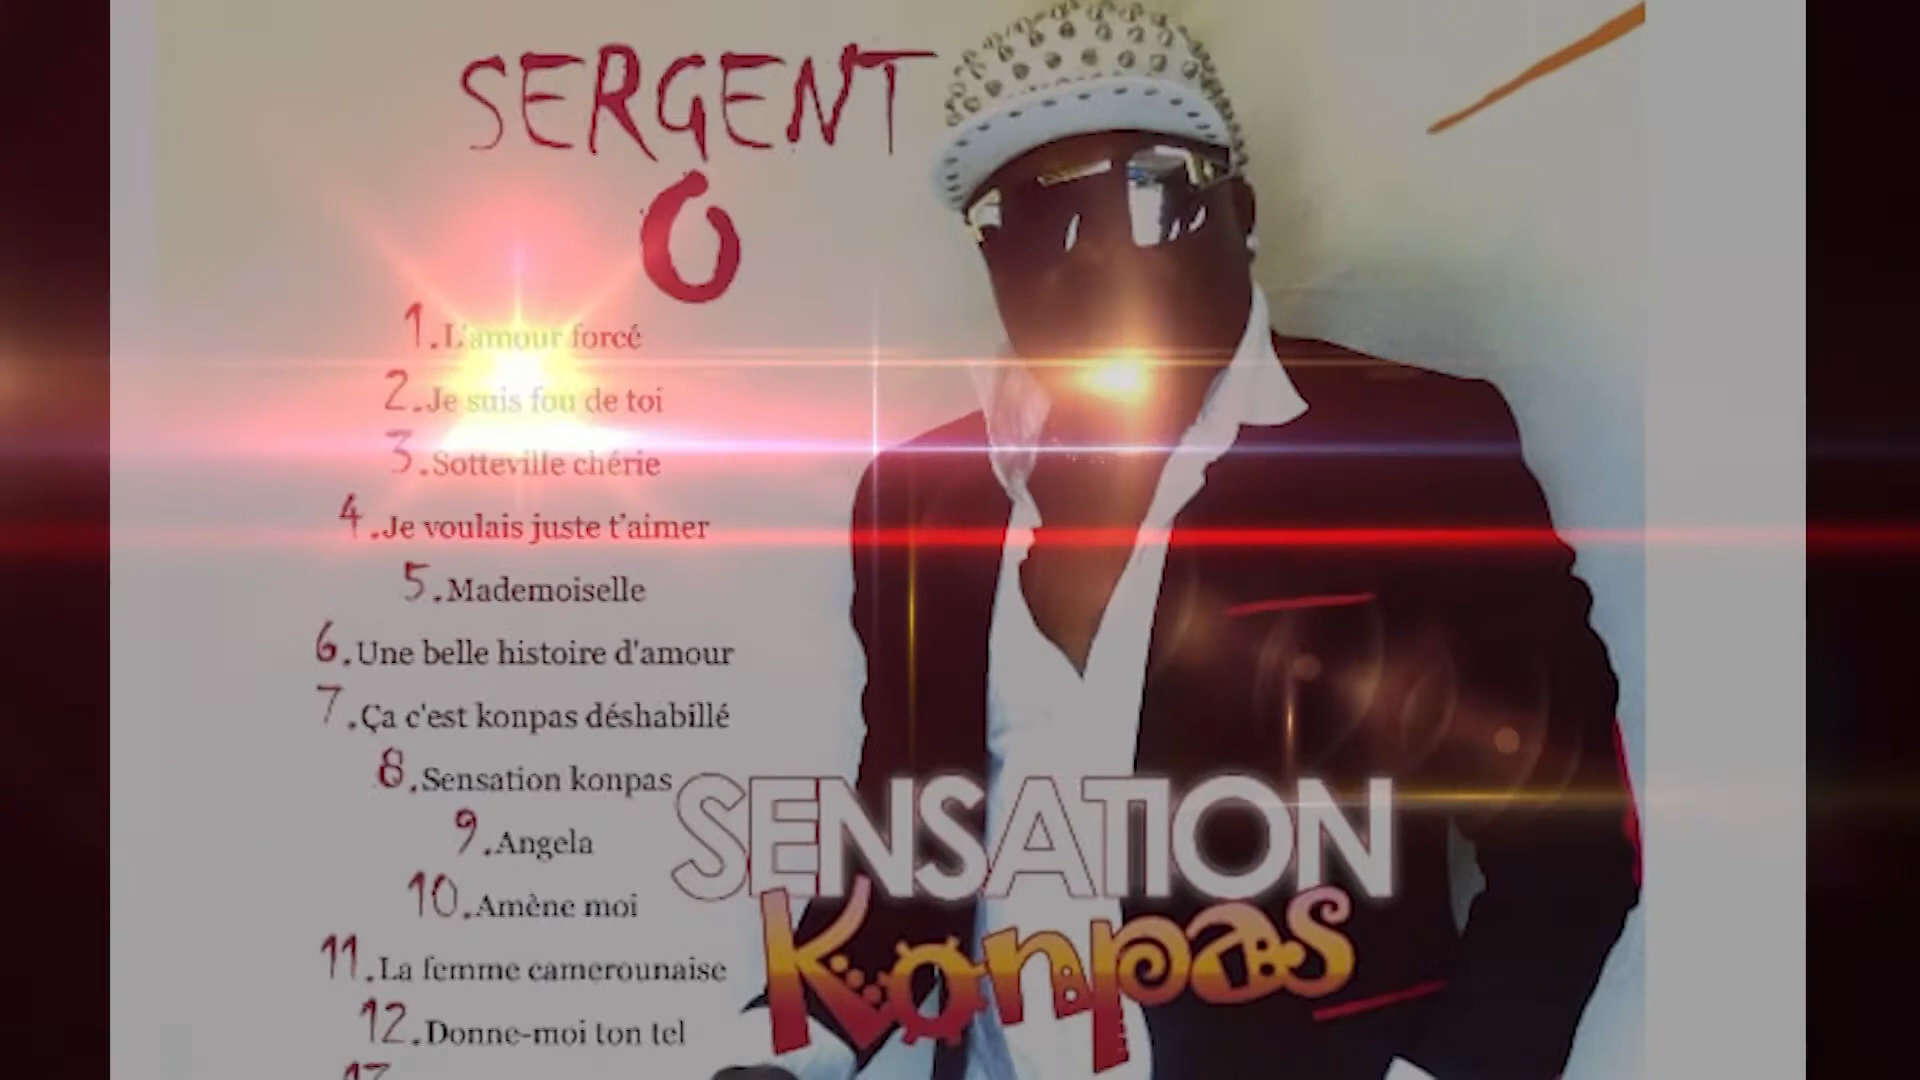 SERGENT
O
1.L'amour forcé
2.Je suis fou de toi
3.Sotteville chérie
4.Je voulais juste t'aimer
5.Mademoiselle
6.Une belle histoire d'amour
7.Ça c'est konpas déshabillé
8.Sensation konpas
9.Angela
10.Amène moi
11.La femme camerounaise
12.Donne-moi ton tel
SENSATION
Konpas